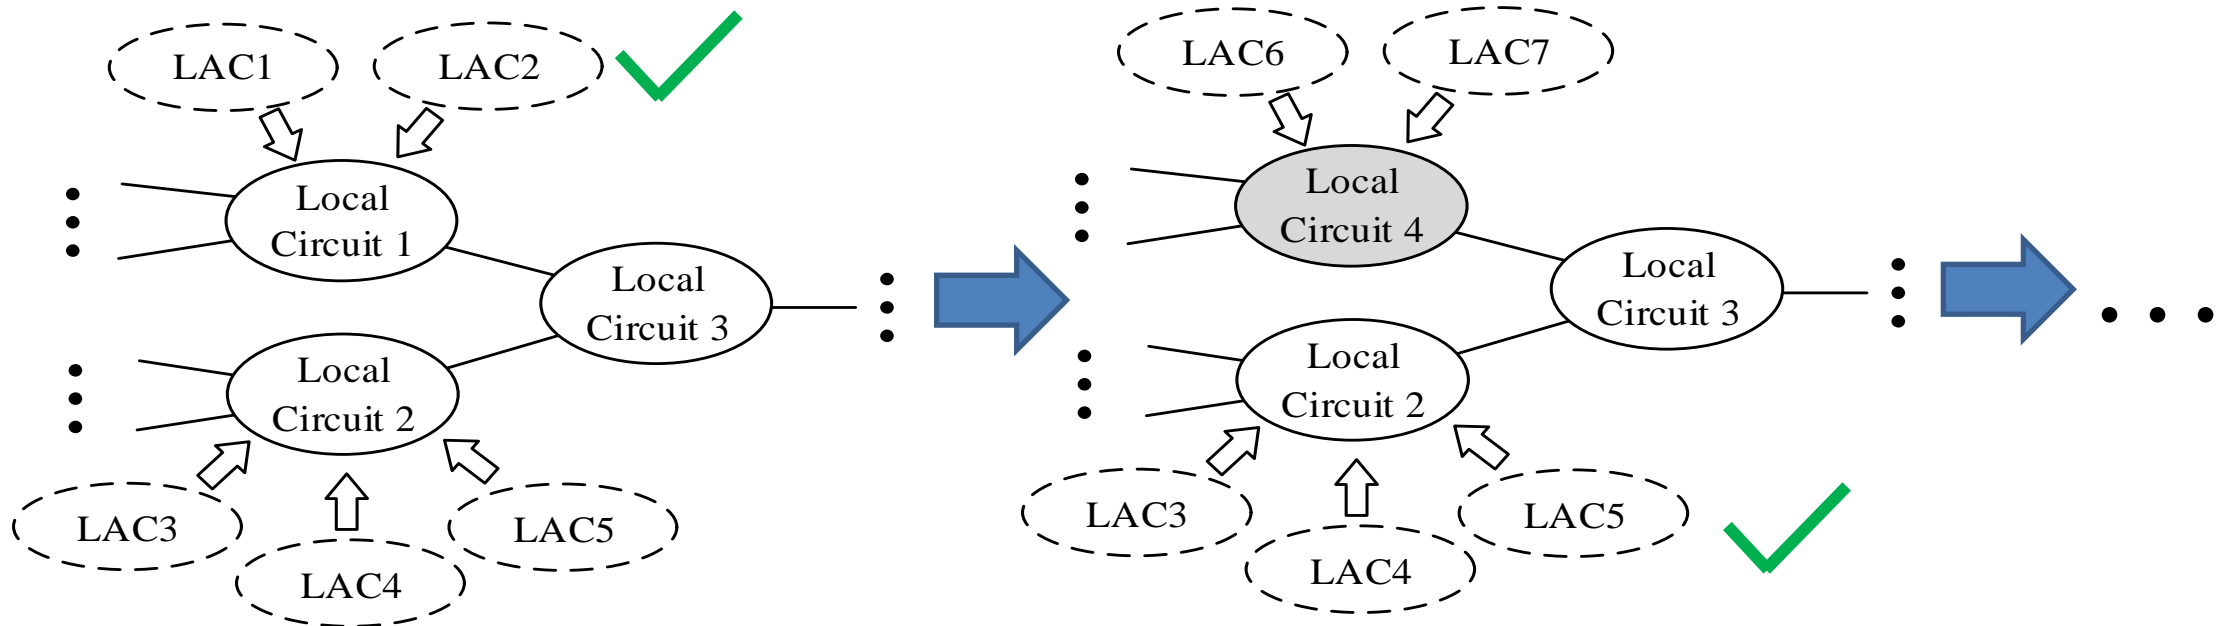 LAC1
LAC2
Local
Circuit 1
Local
Circuit 3
Local
Circuit 2
LAC3
LAC4
LAC5
LAC6
LAC7
Local
Circuit 4
Local
Circuit 3
Local
Circuit 2
LAC3
LAC4
LAC5